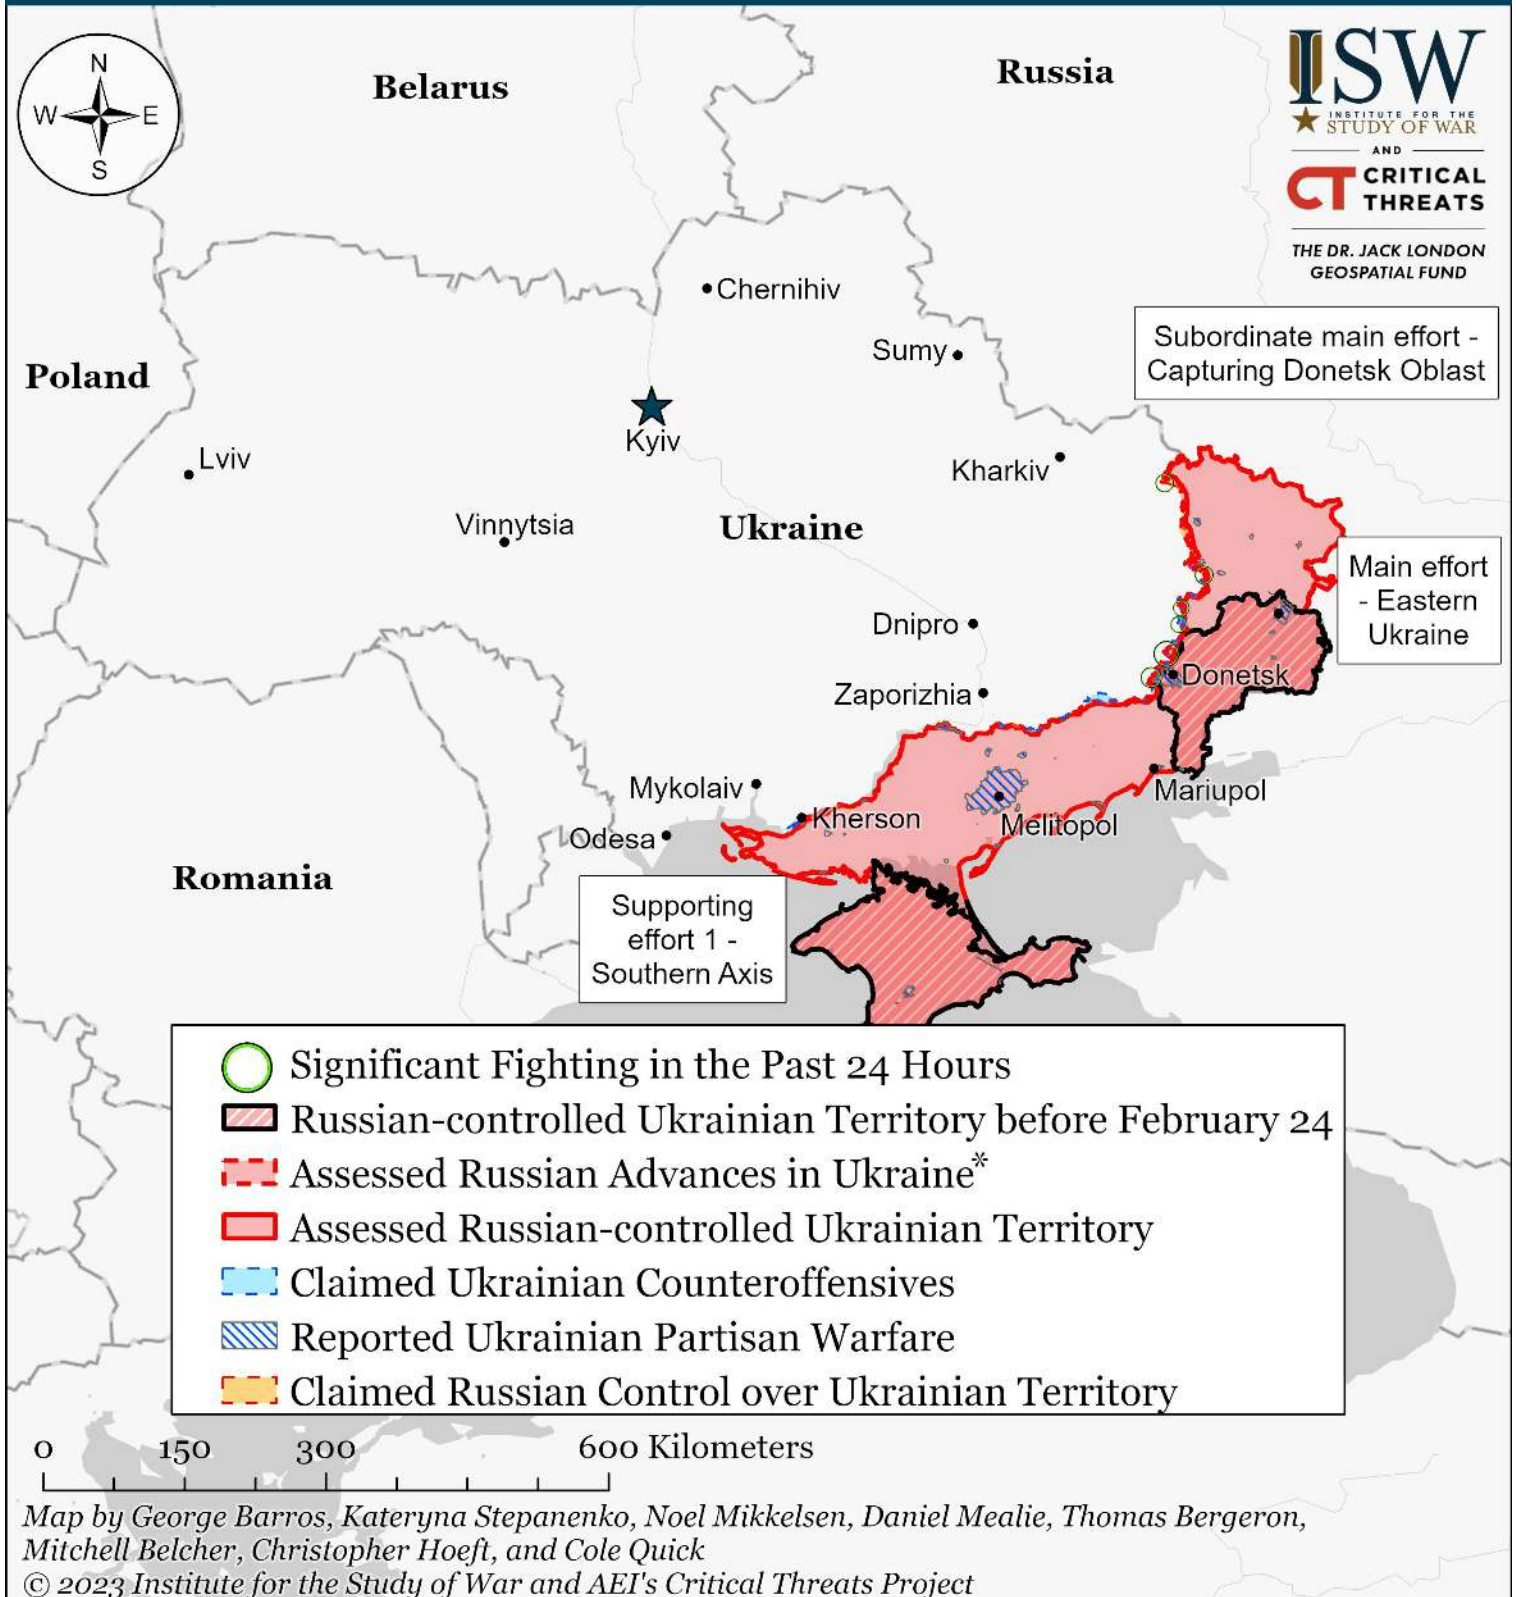 N
W
E
S
Belarus
Russia
ISW
INSTITUTE FOR THE
STUDY OF WAR
AND
CT CRITICAL
THREATS
THE DR. JACK LONDON
GEOSPATIAL FUND
Chernihiv
Subordinate main effort -
Capturing Donetsk Oblast
Sumy
Poland
Kyiv
Lviv
Kharkiv
Vinnytsia
Ukraine
Main effort
- Eastern
Ukraine
Dnipro
Donetsk
Zaporizhia
Mykolaiv
Mariupol
Kherson
Melitopol
Odesa
Romania
Supporting
effort 1 -
Southern Axis
Significant Fighting in the Past 24 Hours
Russian-controlled Ukrainian Territory before February 24
Assessed Russian Advances in Ukraine*
Assessed Russian-controlled Ukrainian Territory
Claimed Ukrainian Counteroffensives
Reported Ukrainian Partisan Warfare
Claimed Russian Control over Ukrainian Territory
0 150 300 600 Kilometers
Map by George Barros, Kateryna Stepanenko, Noel Mikkelsen, Daniel Mealie, Thomas Bergeron,
Mitchell Belcher, Christopher Hoeft, and Cole Quick
© 2023 Institute for the Study of War and AEI's Critical Threats Project